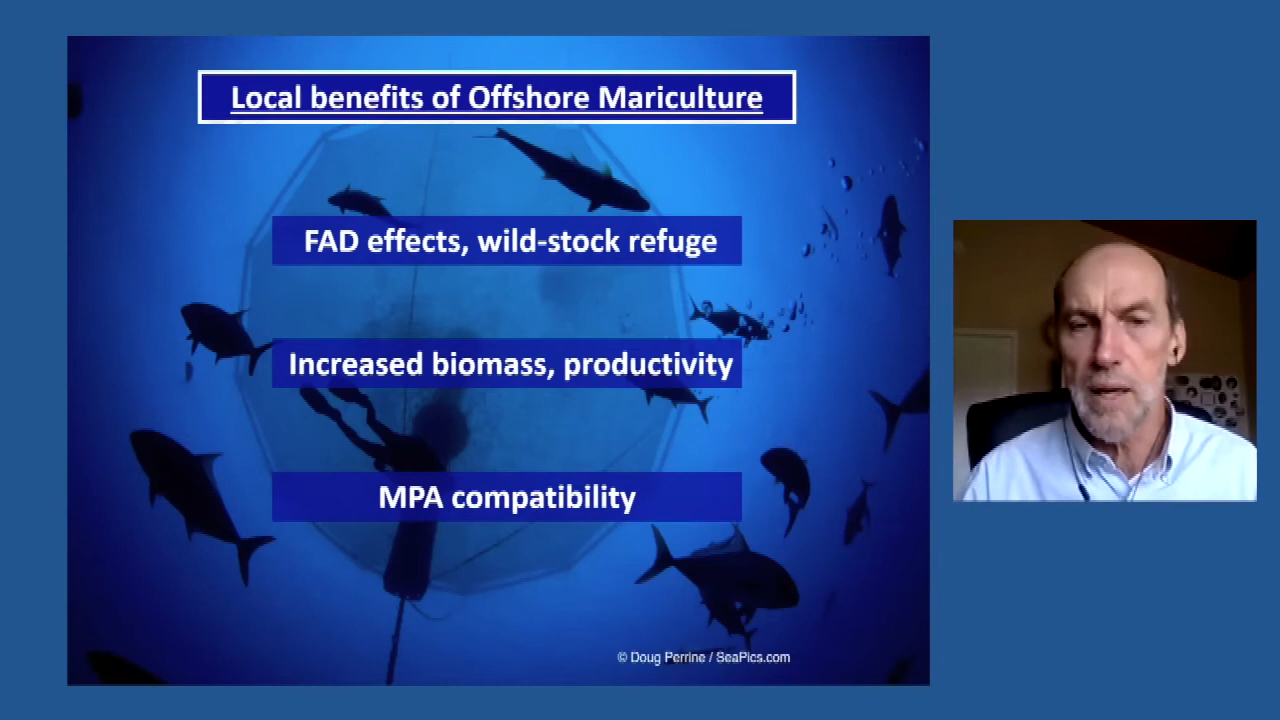 Local benefits of Offshore Mariculture
FAD effects, wild-stock refuge
Increased biomass, productivity
MPA compatibility
© Doug Perrine / SeaPics.com